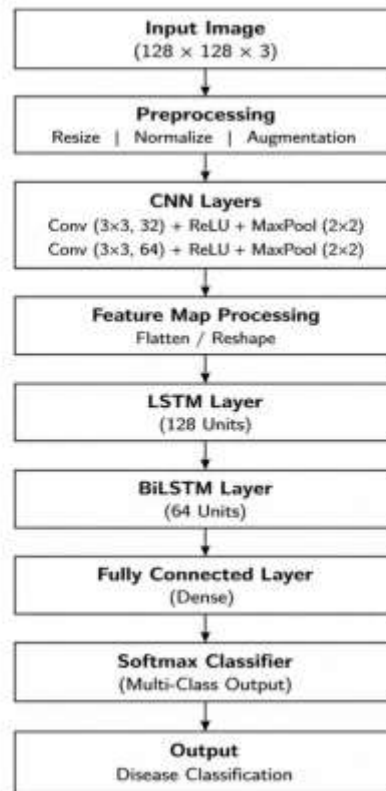 Input Image
(128 × 128 × 3)
Preprocessing
Resize | Normalize | Augmentation
CNN Layers
Conv (3×3, 32) + ReLU + MaxPool (2×2)
Conv (3×3, 64) + ReLU + MaxPool (2×2)
Feature Map Processing
Flatten / Reshape
LSTM Layer
(128 Units)
BiLSTM Layer
(64 Units)
Fully Connected Layer
(Dense)
Softmax Classifier
(Multi-Class Output)
Output
Disease Classification